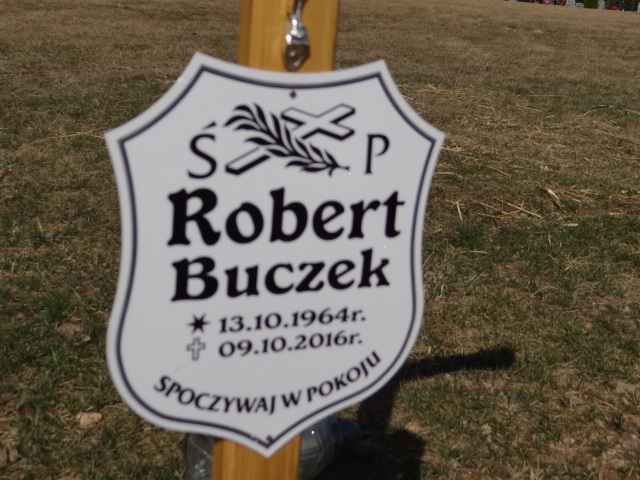 Ś P
Robert
Buczek
13.10.1964r.
09.10.2016r.
SPOCZYWAJ W POKOJU